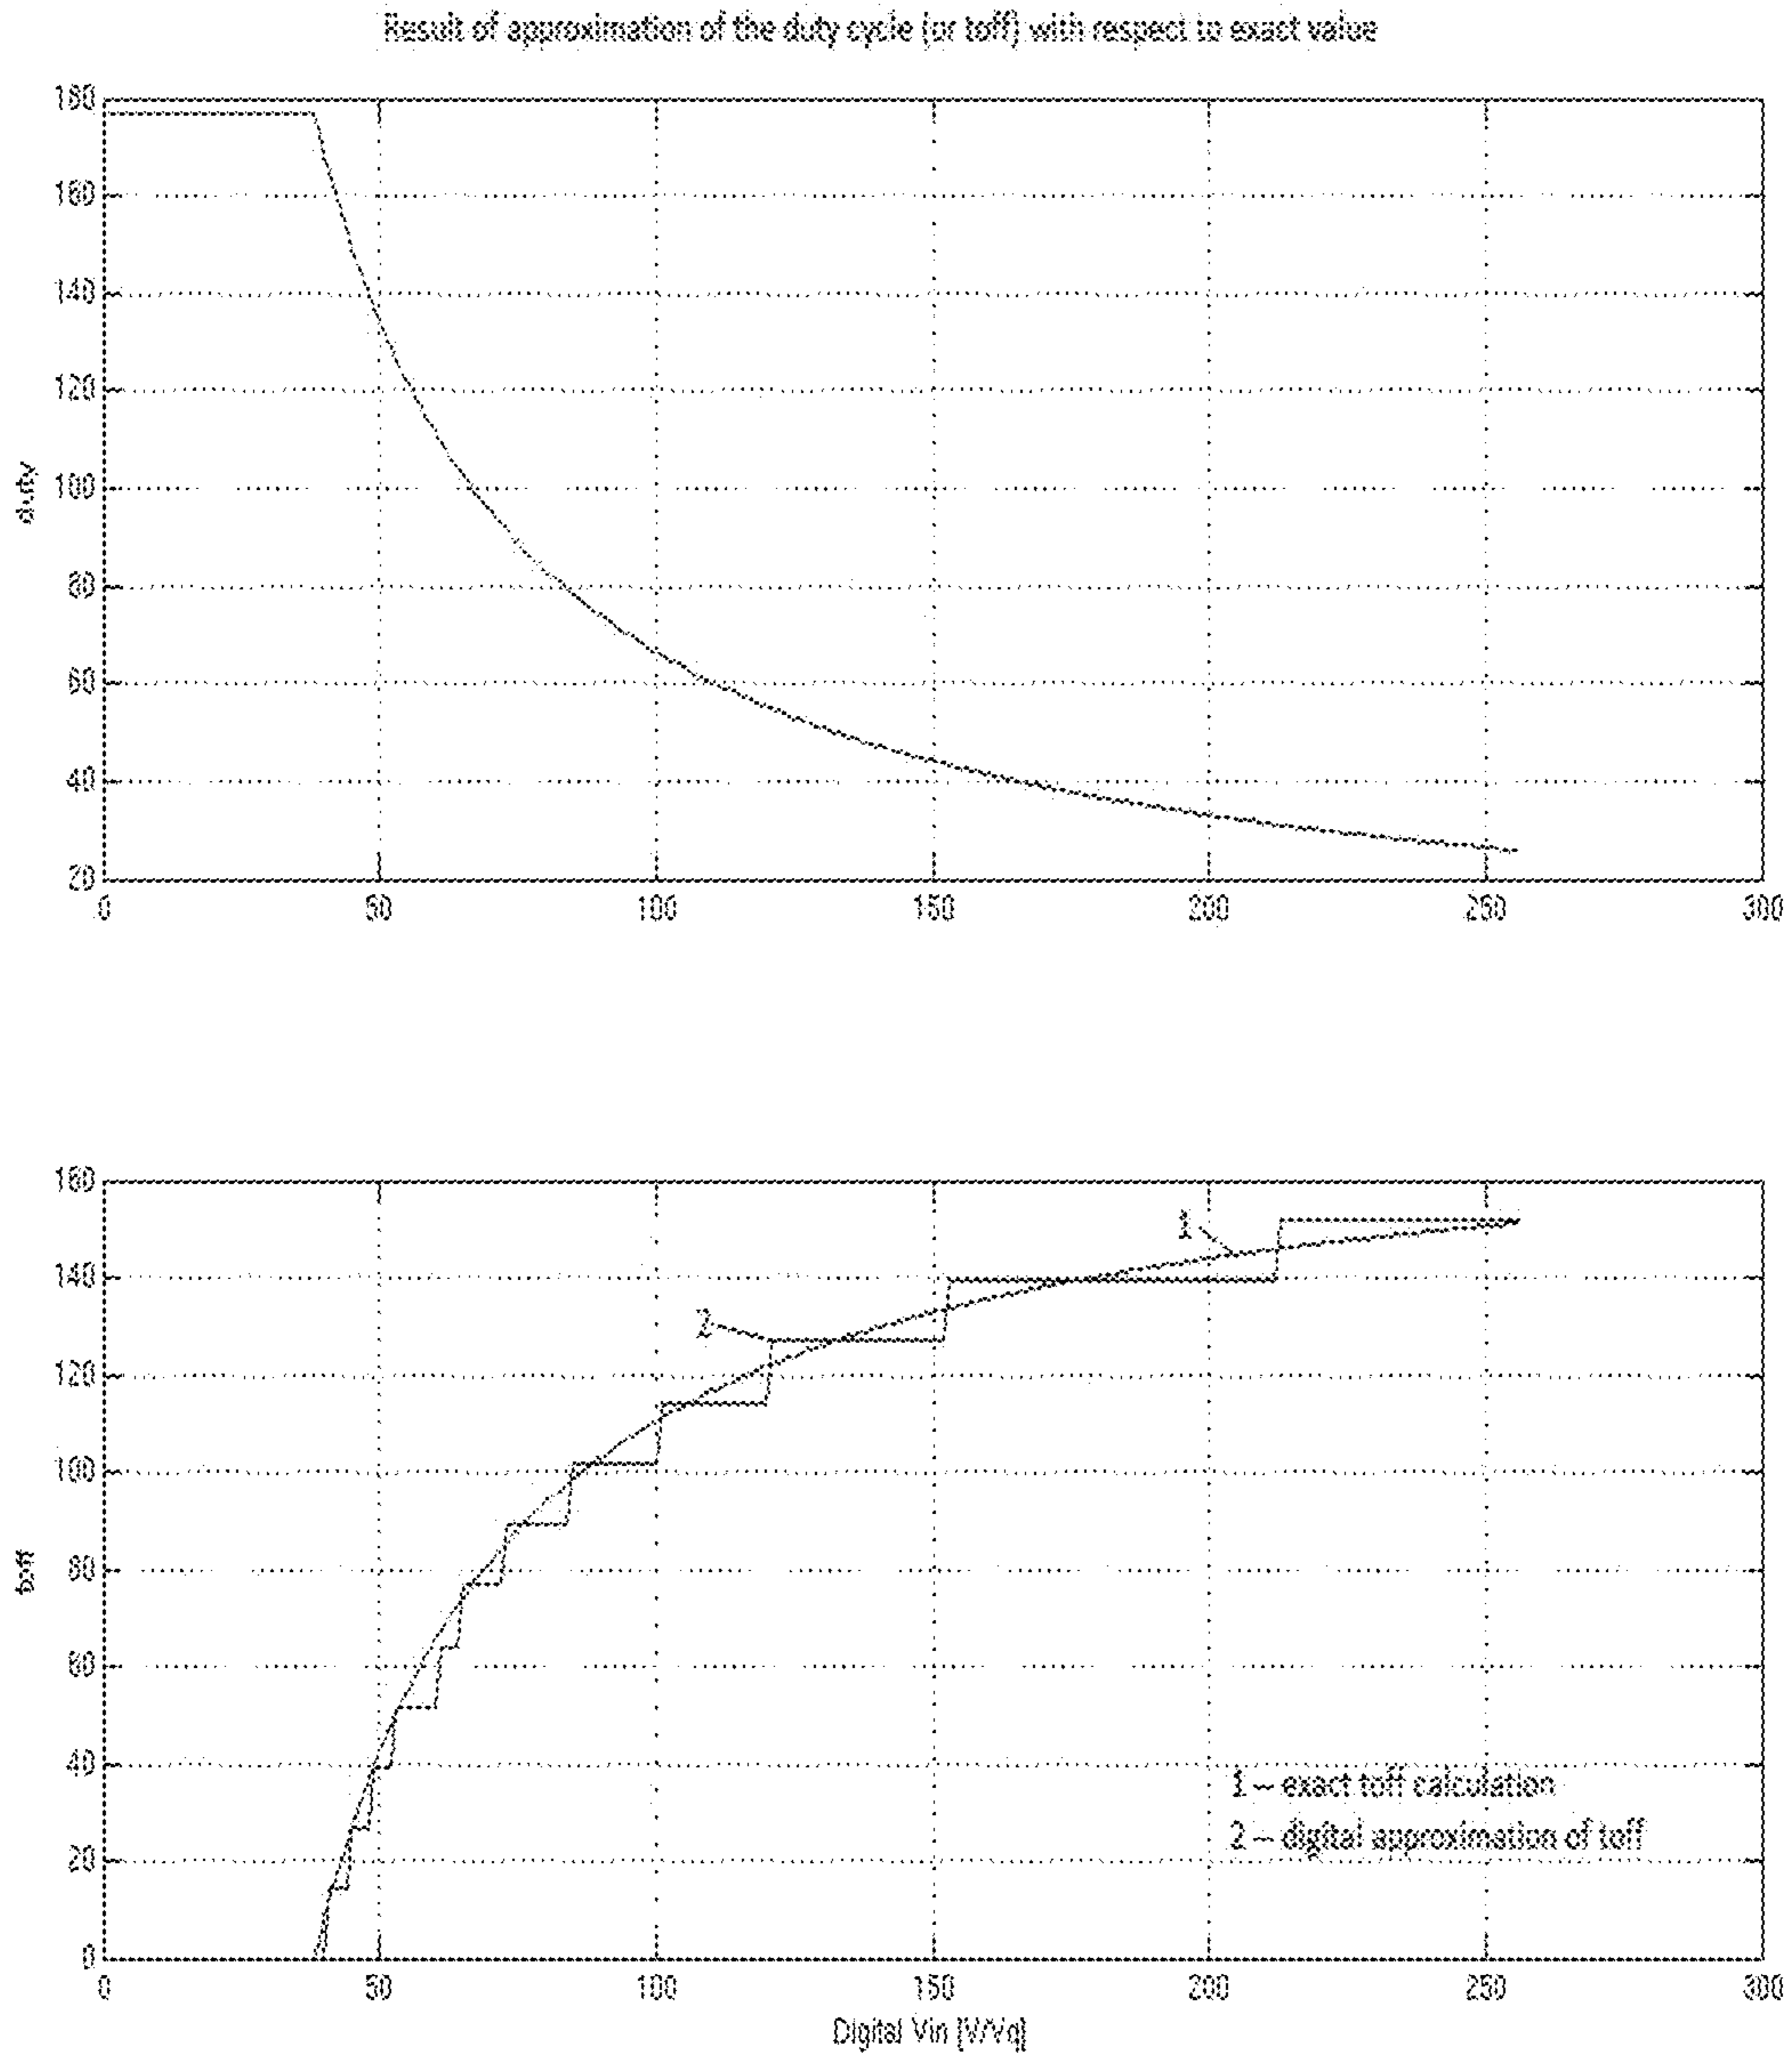 Result of approximation of the duty cycle (or toff) with respect to exact value
180
160
140
120
100
80
60
40
20
duty
0 50 100 150 200 250 300
160
140
120
100
80
60
40
20
0
toff
1
2
1 – exact toff calculation
2 – digital approximation of toff
0 50 100 150 200 250 300
Digital Vin [V/Vq]